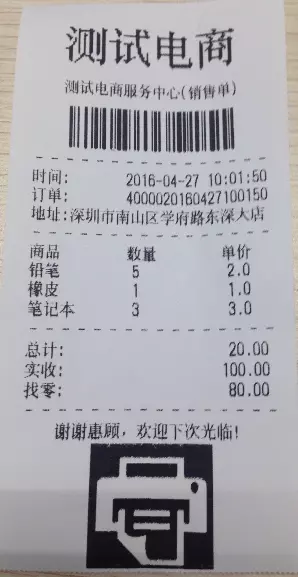 测试电商
测试电商服务中心(销售单)
时间: 2016-04-27 10:01:50
订单: 4000020160427100150
地址:深圳市南山区学府路东深大店
商品 数量 单价
铅笔 5 2.0
橡皮 1 1.0
笔记本 3 3.0
总计: 20.00
实收: 100.00
找零: 80.00
谢谢惠顾，欢迎下次光临!